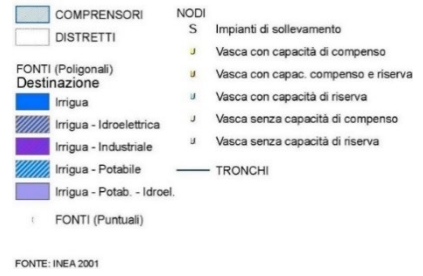 COMPRENSORI
DISTRETTI
FONTI (Poligonali)
Destinazione
Irrigua
Irrigua - Idroelettrica
Irrigua - Industriale
Irrigua - Potabile
Irrigua - Potab. - Idroel.
FONTI (Puntuali)
NODI
S Impianti di sollevamento
Vasca con capacità di compenso
Vasca con capac. compenso e riserva
Vasca con capacità di riserva
Vasca senza capacità di compenso
Vasca senza capacità di riserva
TRONCHI
FONTE: INEA 2001